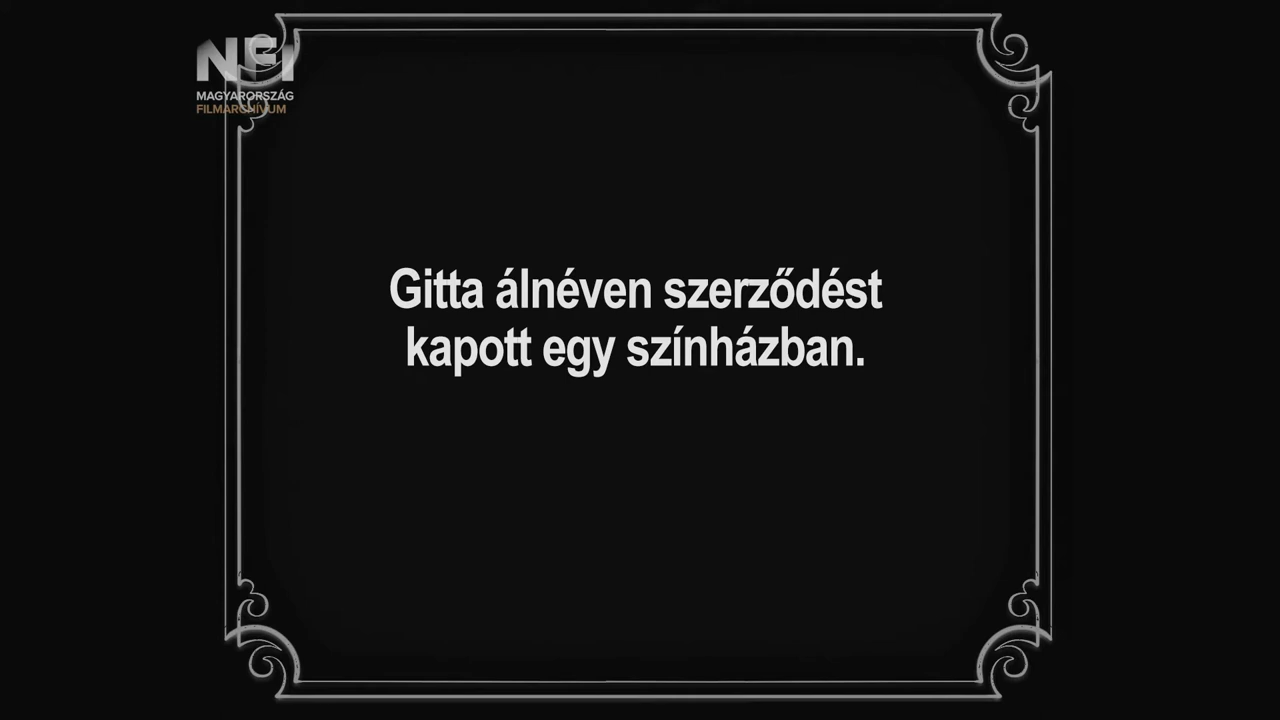 NFI
MAGYARORSZÁG
FILMARCHÍVUM
Gitta álnéven szerződést
kapott egy színházban.